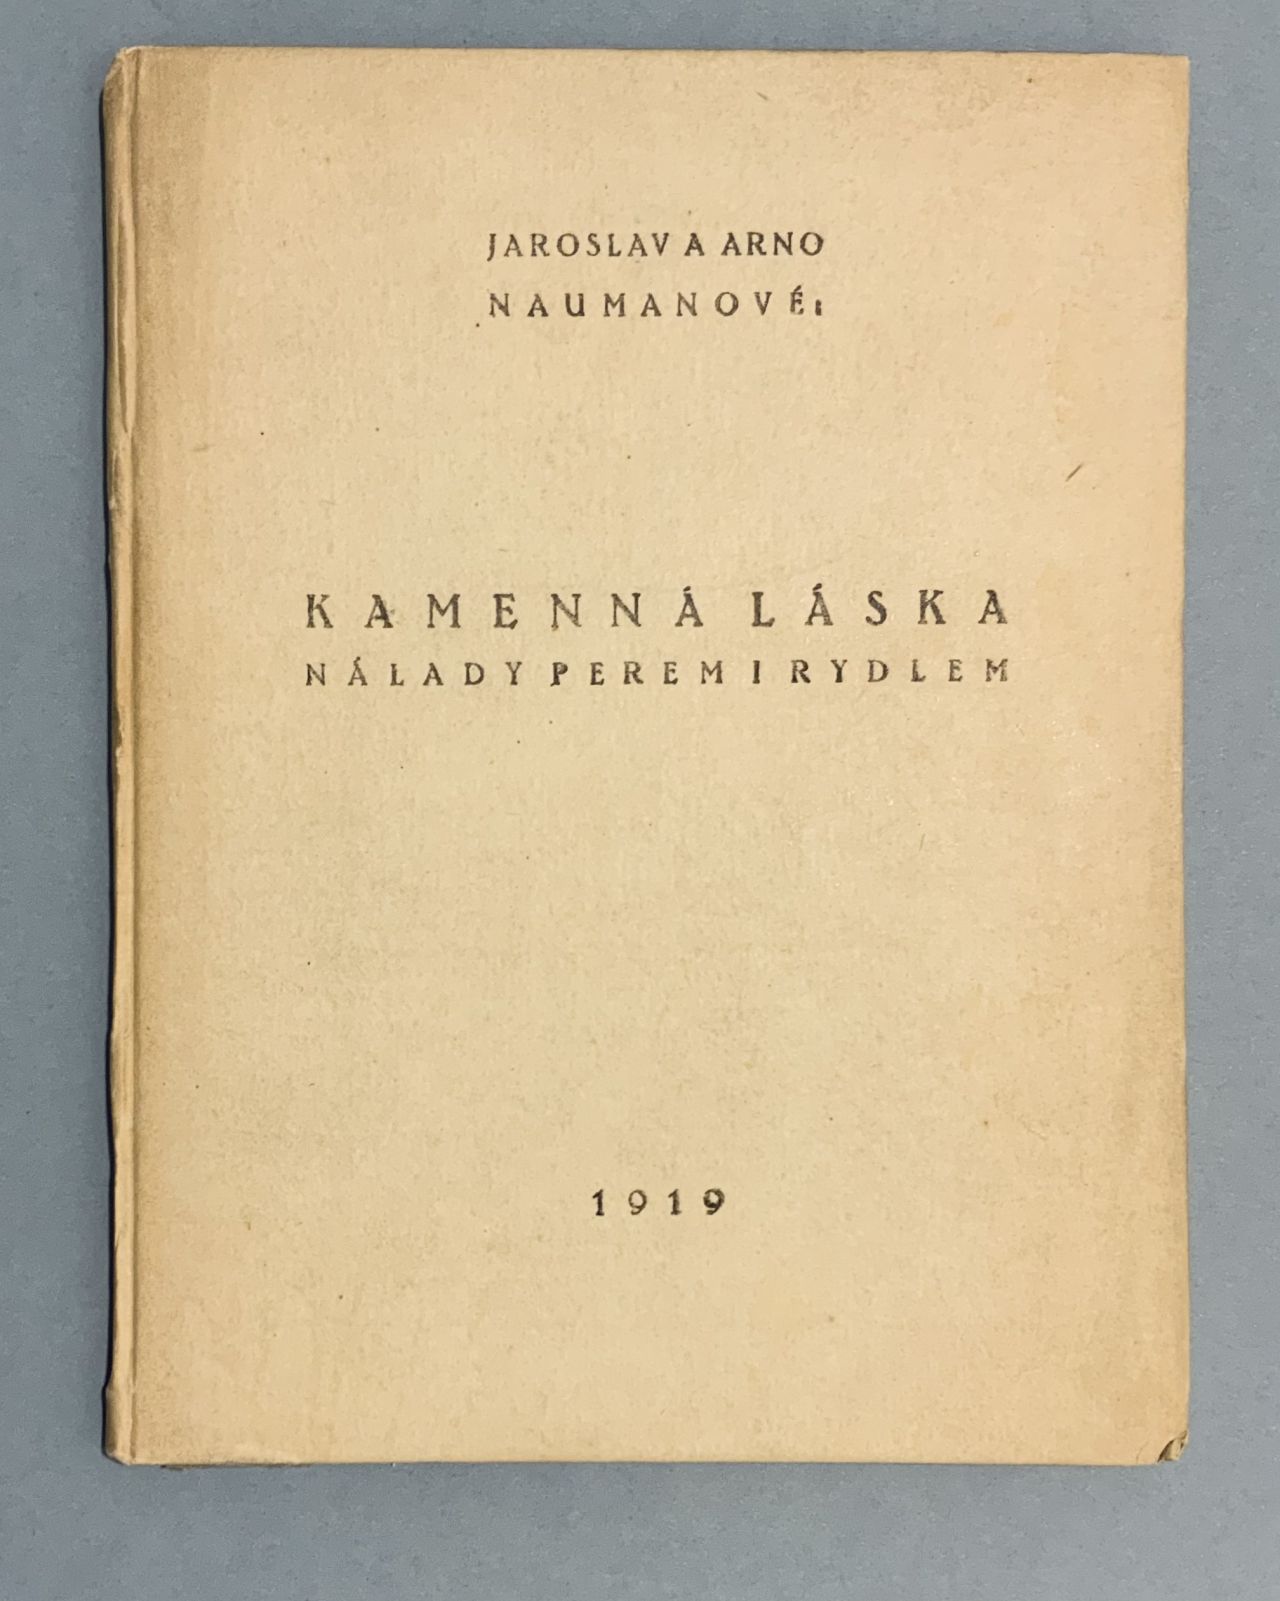 JAROSLAV A ARNO
NAUMANOVÉ:
KAMENNÁ LÁSKA
NÁLADY PEREM I RYDLEM
1919